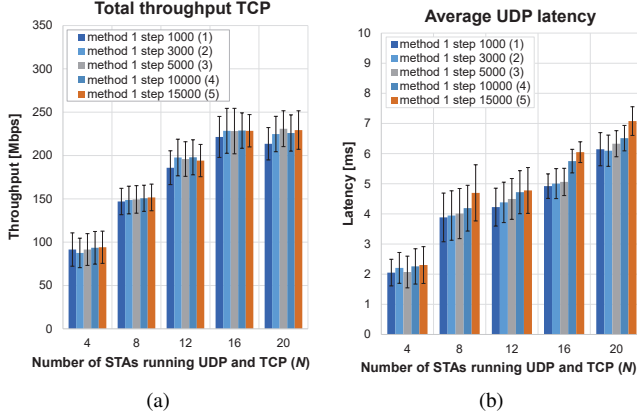 Total throughput TCP
350
300
250
200
150
100
50
0
Throughput [Mbps]
method 1 step 1000 (1)
method 1 step 3000 (2)
method 1 step 5000 (3)
method 1 step 10000 (4)
method 1 step 15000 (5)
4 8 12 16 20
Number of STAs running UDP and TCP (N)
(a)
Average UDP latency
10
9
8
7
6
5
4
3
2
1
0
Latency [ms]
method 1 step 1000 (1)
method 1 step 3000 (2)
method 1 step 5000 (3)
method 1 step 10000 (4)
method 1 step 15000 (5)
4 8 12 16 20
Number of STAs running UDP and TCP (N)
(b)